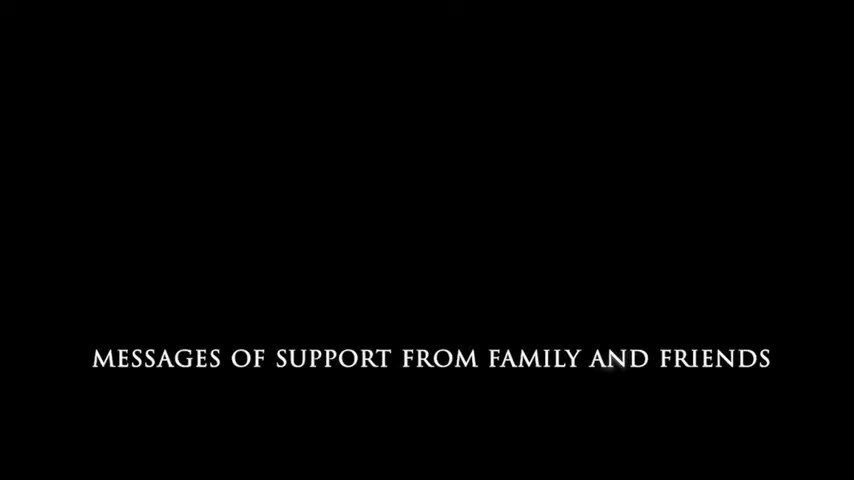 MESSAGES OF SUPPORT FROM FAMILY AND FRIENDS